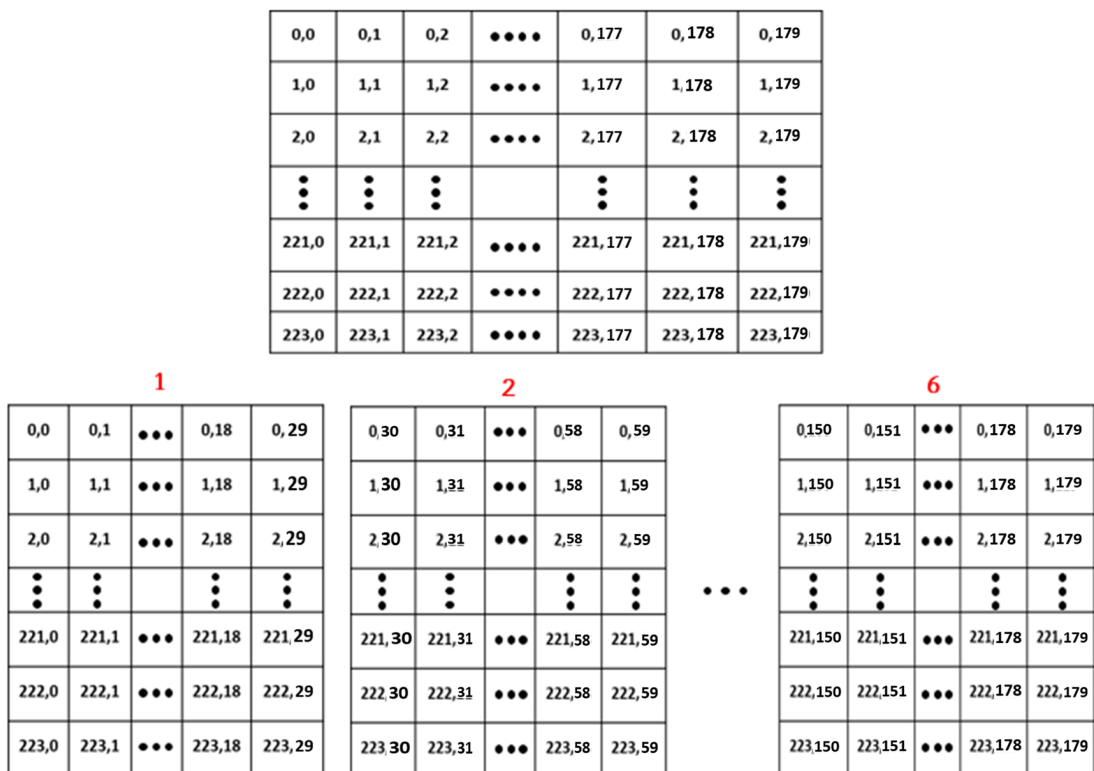 0,0 0,1 0,2 •••• 0,177 0,178 0,179
1,0 1,1 1,2 •••• 1,177 1,178 1,179
2,0 2,1 2,2 •••• 2,177 2,178 2,179
221,0 221,1 221,2 •••• 221,177 221,178 221,179
222,0 222,1 222,2 •••• 222,177 222,178 222,179
223,0 223,1 223,2 •••• 223,177 223,178 223,179
1
0,0 0,1 ••• 0,18 0,29
1,0 1,1 ••• 1,18 1,29
2,0 2,1 ••• 2,18 2,29
221,0 221,1 ••• 221,18 221,29
222,0 222,1 ••• 222,18 222,29
223,0 223,1 ••• 223,18 223,29
2
0,30 0,31 ••• 0,58 0,59
1,30 1,31 ••• 1,58 1,59
2,30 2,31 ••• 2,58 2,59
221,30 221,31 ••• 221,58 221,59
222,30 222,31 ••• 222,58 222,59
223,30 223,31 ••• 223,58 223,59
•••
6
0,150 0,151 ••• 0,178 0,179
1,150 1,151 ••• 1,178 1,179
2,150 2,151 ••• 2,178 2,179
221,150 221,151 ••• 221,178 221,179
222,150 222,151 ••• 222,178 222,179
223,150 223,151 ••• 223,178 223,179